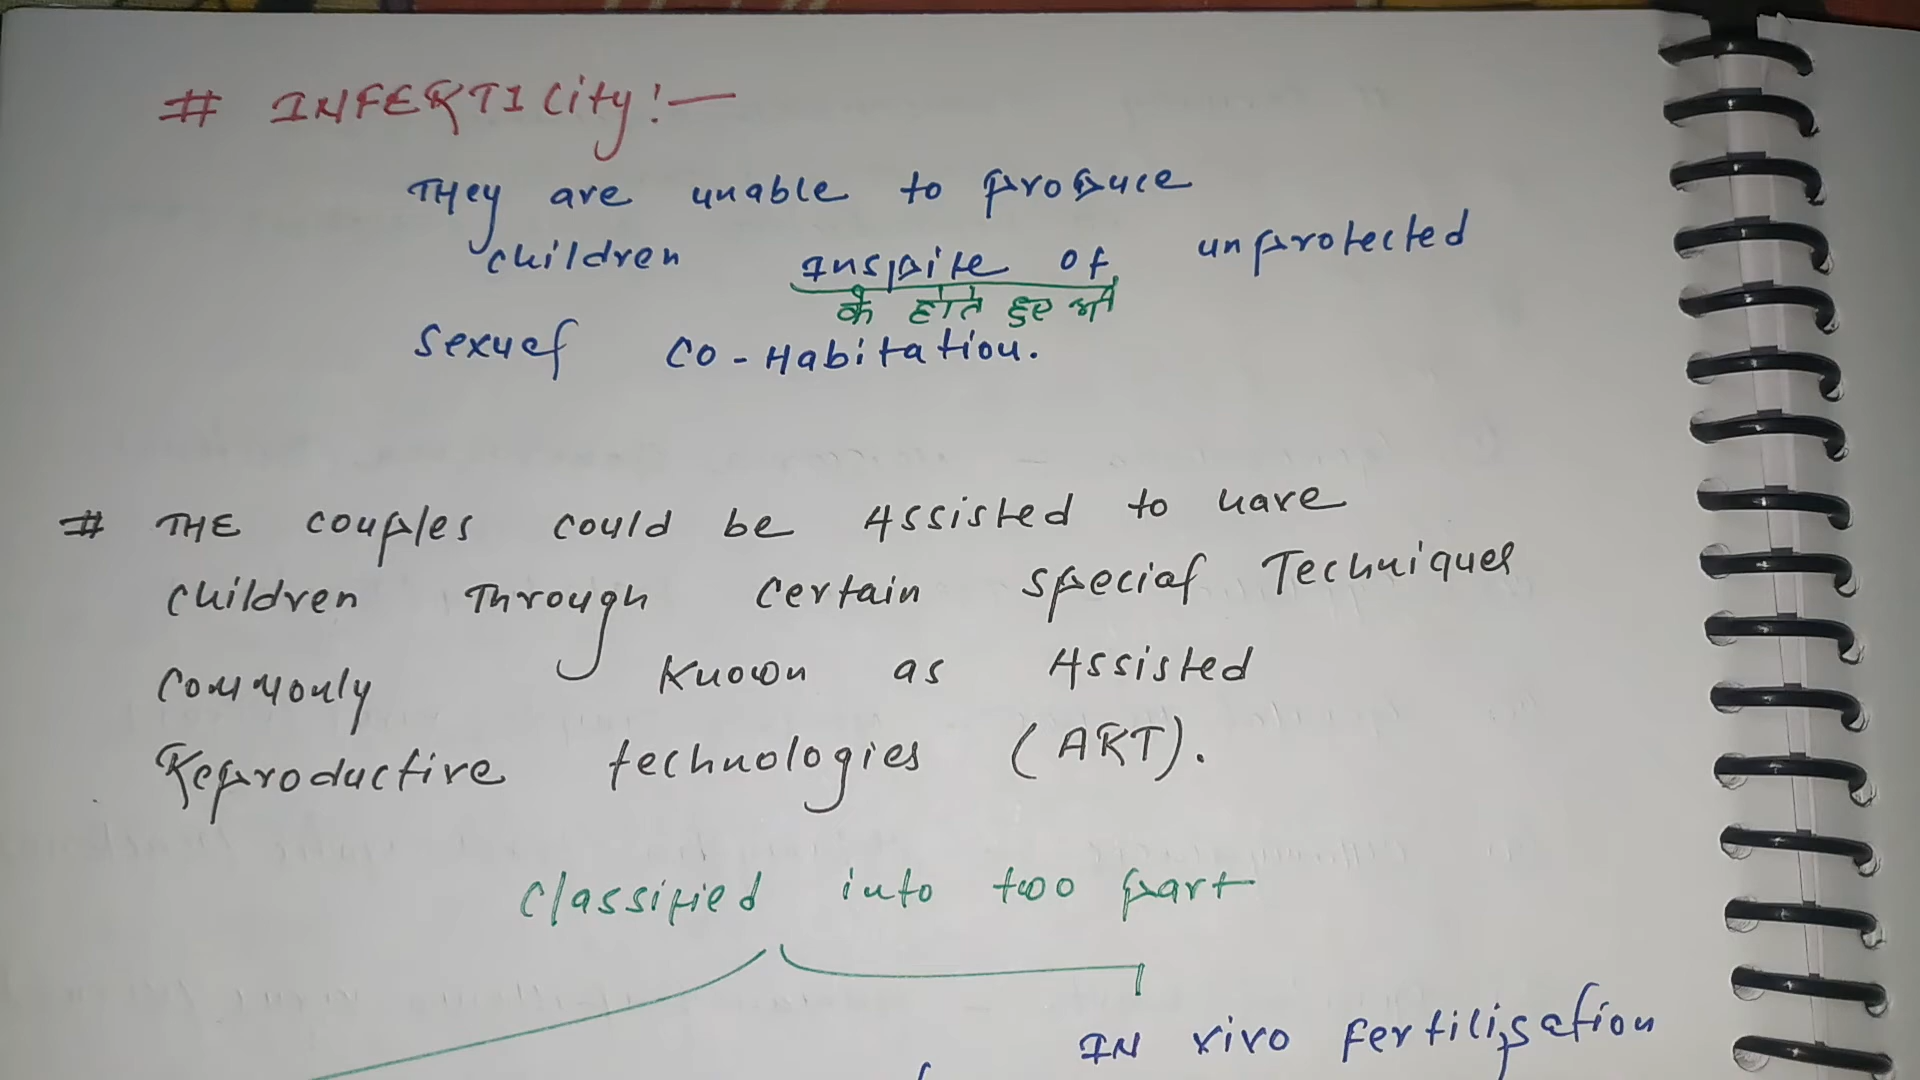 # INFERTILity:-
THey are unable to produce
children Inspite of unprotected
के होते हुए भी
sexual co-Habitation.
# THE couples could be Assisted to have
children Through certain special Techniques
commonly known as Assisted
Reproductive technologies (ART).
classified into two part
IN vivo fertilisation